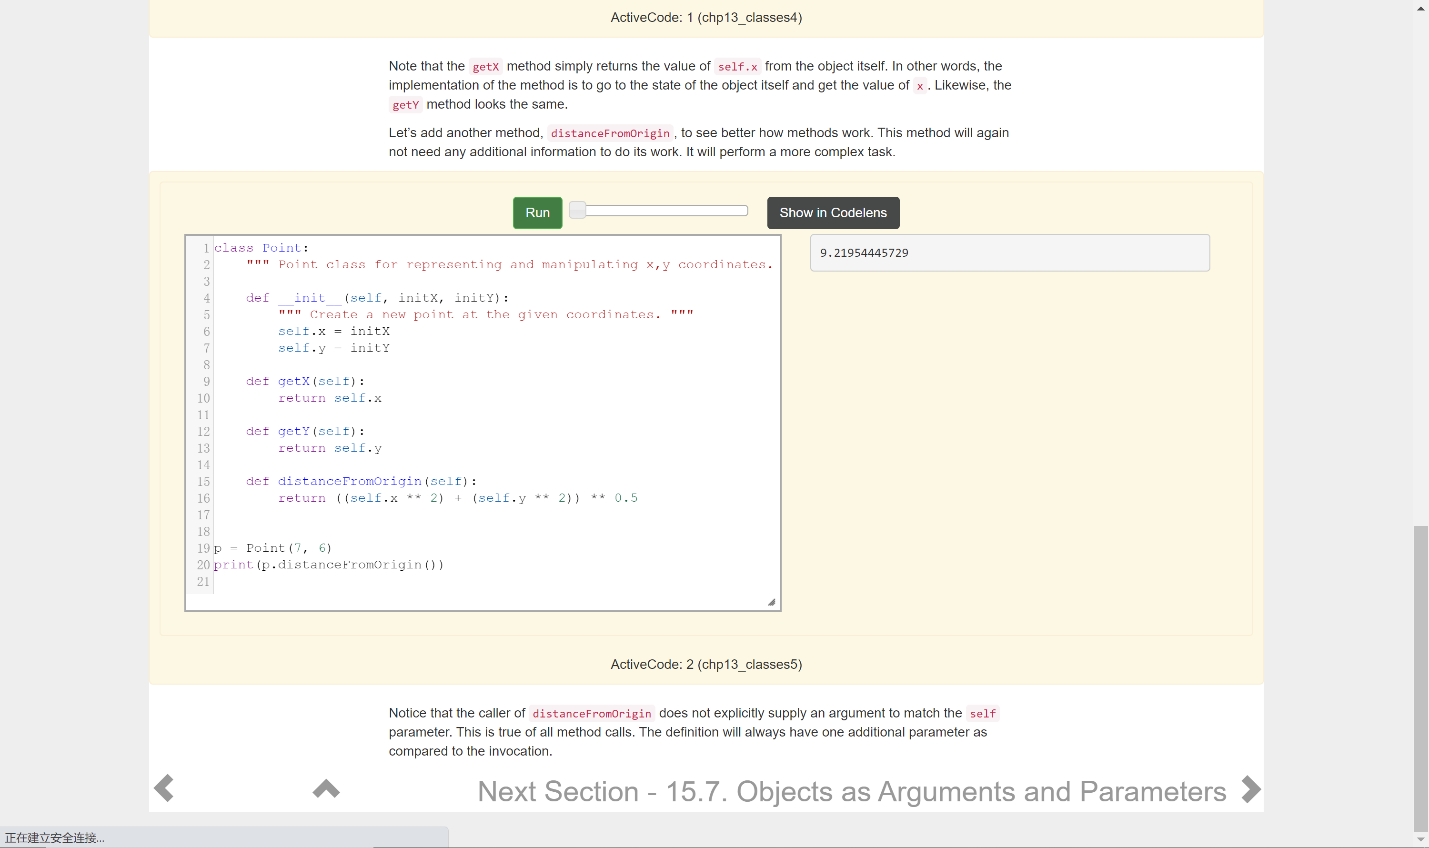 ActiveCode: 1 (chp13_classes4)
Note that the getX method simply returns the value of self.x from the object itself. In other words, the
implementation of the method is to go to the state of the object itself and get the value of x. Likewise, the
getY method looks the same.
Let’s add another method, distanceFromOrigin, to see better how methods work. This method will again
not need any additional information to do its work. It will perform a more complex task.
Run
Show in Codelens
1 class Point:
2     """ Point class for representing and manipulating x,y coordinates.
3
4     def __init__(self, initX, initY):
5         """ Create a new point at the given coordinates. """
6         self.x = initX
7         self.y = initY
8
9     def getX(self):
10         return self.x
11
12     def getY(self):
13         return self.y
14
15     def distanceFromOrigin(self):
16         return ((self.x ** 2) + (self.y ** 2)) ** 0.5
17
18
19 p = Point(7, 6)
20 print(p.distanceFromOrigin())
21
9.21954445729
ActiveCode: 2 (chp13_classes5)
Notice that the caller of distanceFromOrigin does not explicitly supply an argument to match the self
parameter. This is true of all method calls. The definition will always have one additional parameter as
compared to the invocation.
Next Section - 15.7. Objects as Arguments and Parameters
正在建立安全连接...